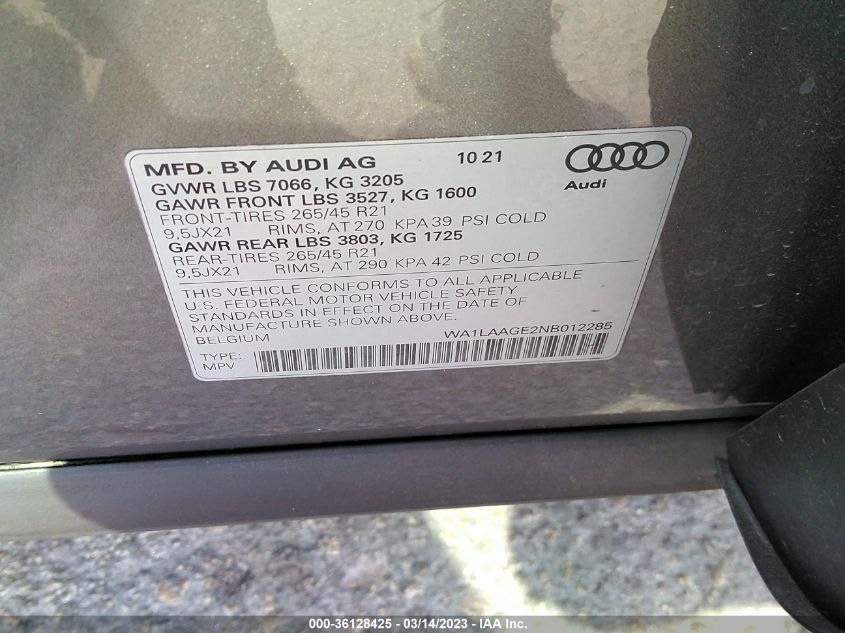 MFD. BY AUDI AG 10 21
Audi
GVWR LBS 7066, KG 3205
GAWR FRONT LBS 3527, KG 1600
FRONT-TIRES 265/45 R21
9,5JX21 RIMS, AT 270 KPA 39 PSI COLD
GAWR REAR LBS 3803, KG 1725
REAR-TIRES 265/45 R21
9,5JX21 RIMS, AT 290 KPA 42 PSI COLD
THIS VEHICLE CONFORMS TO ALL APPLICABLE
U.S. FEDERAL MOTOR VEHICLE SAFETY
STANDARDS IN EFFECT ON THE DATE OF
MANUFACTURE SHOWN ABOVE.
BELGIUM WA1LAAGE2NB012285
TYPE:
MPV
000-36128425 - 03/14/2023 - IAA Inc.